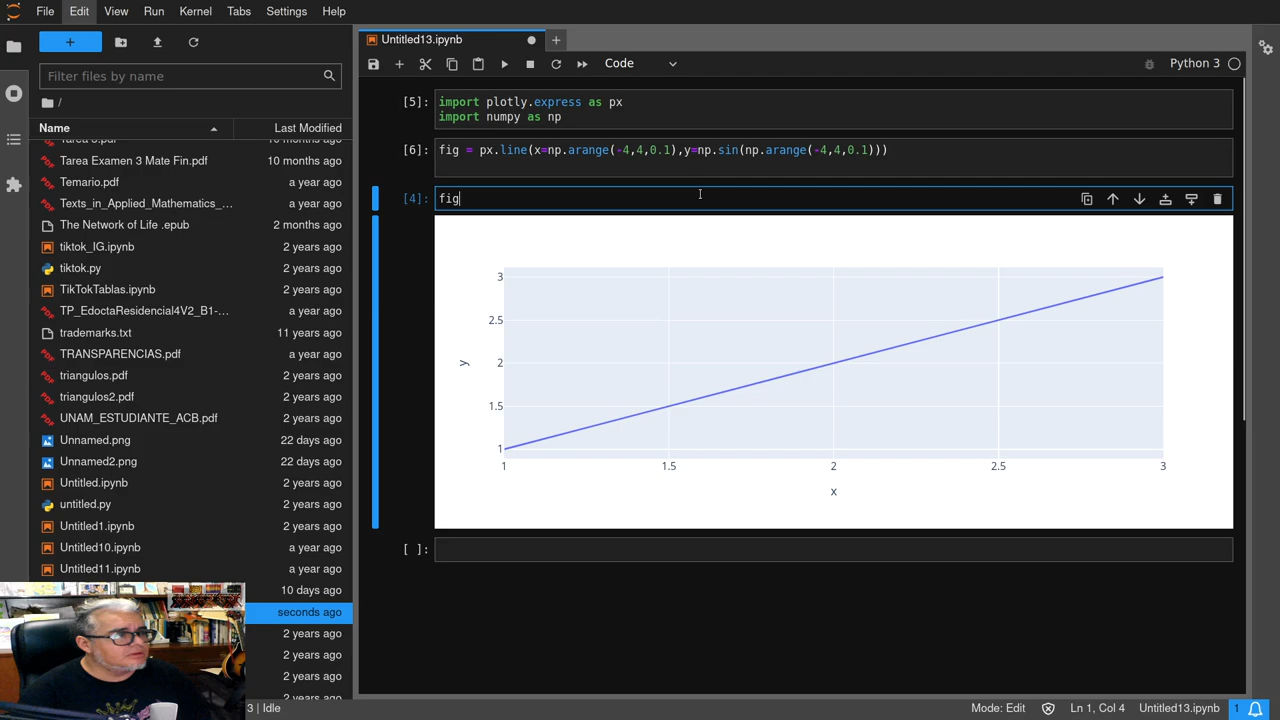 File Edit View Run Kernel Tabs Settings Help
Filter files by name
/
Name Last Modified
Tarea 3.pdf 10 months ago
Tarea Examen 3 Mate Fin.pdf 10 months ago
Temario.pdf a year ago
Texts_in_Applied_Mathematics_… a year ago
The Network of Life .epub 2 months ago
tiktok_IG.ipynb 2 years ago
tiktok.py 2 years ago
TikTokTablas.ipynb 2 years ago
TP_EdoctaResidencial4V2_B1-… a year ago
trademarks.txt 11 years ago
TRANSPARENCIAS.pdf a year ago
triangulos.pdf 2 years ago
triangulos2.pdf 2 years ago
UNAM_ESTUDIANTE_ACB.pdf 2 years ago
Unnamed.png 22 days ago
Unnamed2.png 22 days ago
Untitled.ipynb 2 years ago
untitled.py 2 years ago
Untitled1.ipynb 2 years ago
Untitled10.ipynb a year ago
Untitled11.ipynb a year ago
10 days ago
seconds ago
2 years ago
2 years ago
2 years ago
2 years ago
Untitled13.ipynb
Code
Python 3
[5]: import plotly.express as px
import numpy as np
[6]: fig = px.line(x=np.arange(-4,4,0.1),y=np.sin(np.arange(-4,4,0.1)))
[4]: fig
3
2.5
2
1.5
1
y
1 1.5 2 2.5 3
x
[ ]:
3 | Idle
Mode: Edit
Ln 1, Col 4
Untitled13.ipynb
1